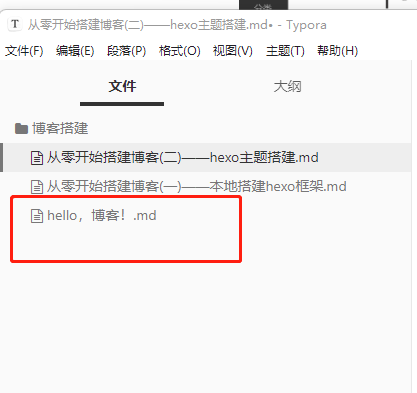 分类
T 从零开始搭建博客(二)——hexo主题搭建.md• - Typora
文件(F) 编辑(E) 段落(P) 格式(O) 视图(V) 主题(T) 帮助(H)
文件 大纲
博客搭建
从零开始搭建博客(二)——hexo主题搭建.md
从零开始搭建博客(一)——本地搭建hexo框架.md
hello，博客！.md